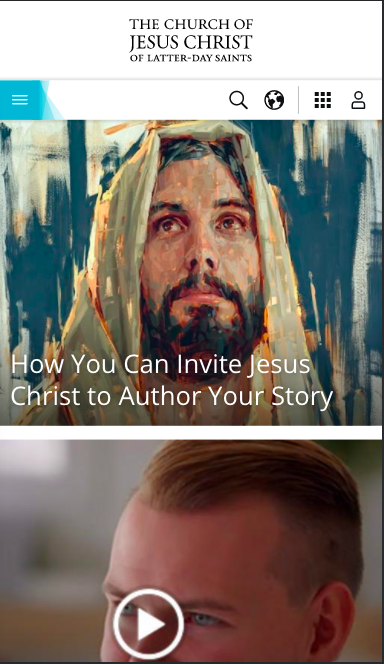 THE CHURCH OF
JESUS CHRIST
OF LATTER-DAY SAINTS
How You Can Invite Jesus
Christ to Author Your Story